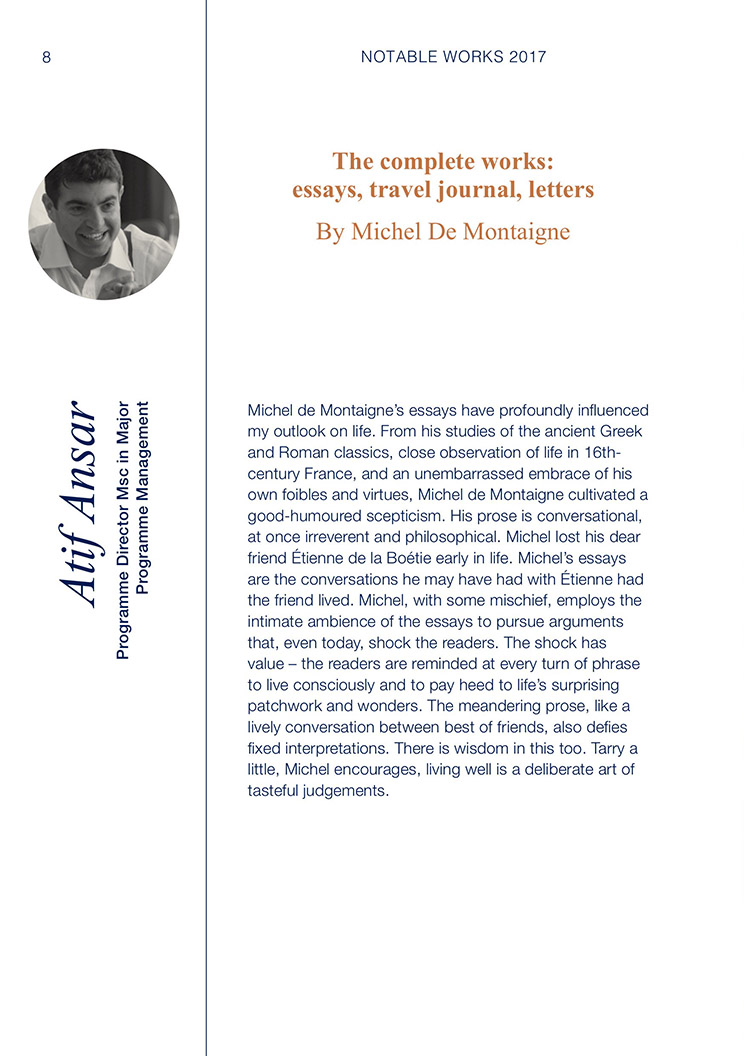 8
NOTABLE WORKS 2017
The complete works:
essays, travel journal, letters
By Michel De Montaigne
Atif Ansar
Programme Director Msc in Major
Programme Management
Michel de Montaigne’s essays have profoundly influenced
my outlook on life. From his studies of the ancient Greek
and Roman classics, close observation of life in 16th-
century France, and an unembarrassed embrace of his
own foibles and virtues, Michel de Montaigne cultivated a
good-humoured scepticism. His prose is conversational,
at once irreverent and philosophical. Michel lost his dear
friend Étienne de la Boétie early in life. Michel’s essays
are the conversations he may have had with Étienne had
the friend lived. Michel, with some mischief, employs the
intimate ambience of the essays to pursue arguments
that, even today, shock the readers. The shock has
value – the readers are reminded at every turn of phrase
to live consciously and to pay heed to life’s surprising
patchwork and wonders. The meandering prose, like a
lively conversation between best of friends, also defies
fixed interpretations. There is wisdom in this too. Tarry a
little, Michel encourages, living well is a deliberate art of
tasteful judgements.